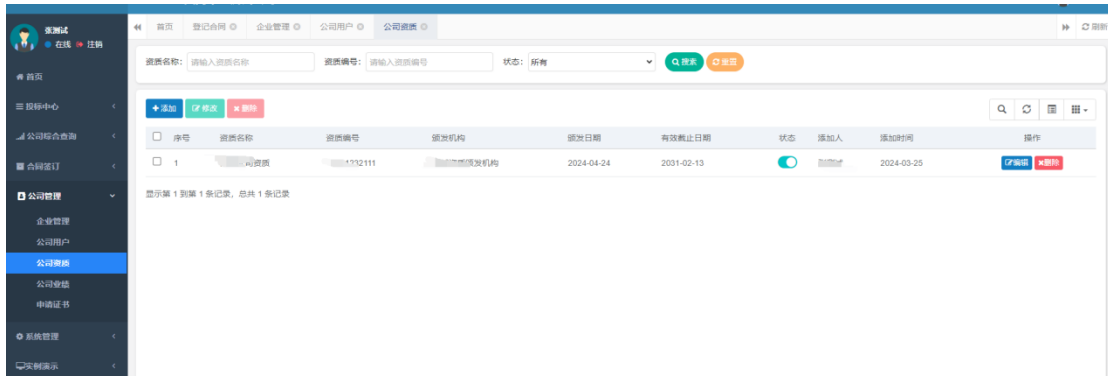 张测试
在线 注销
首页
投标中心
公司综合查询
合同签订
公司管理
企业管理
公司用户
公司资质
公司业绩
申请证书
系统管理
实例演示
首页 登记合同 企业管理 公司用户 公司资质 刷新
资质名称： 请输入资质名称 资质编号： 请输入资质编号 状态： 所有 搜索 重置
添加 修改 删除
序号 资质名称 资质编号 颁发机构 颁发日期 有效截止日期 状态 添加人 添加时间 操作
1 司资质 1232111 颁发机构 2024-04-24 2031-02-13 2024-03-25 编辑 删除
显示第 1 到第 1 条记录，总共 1 条记录